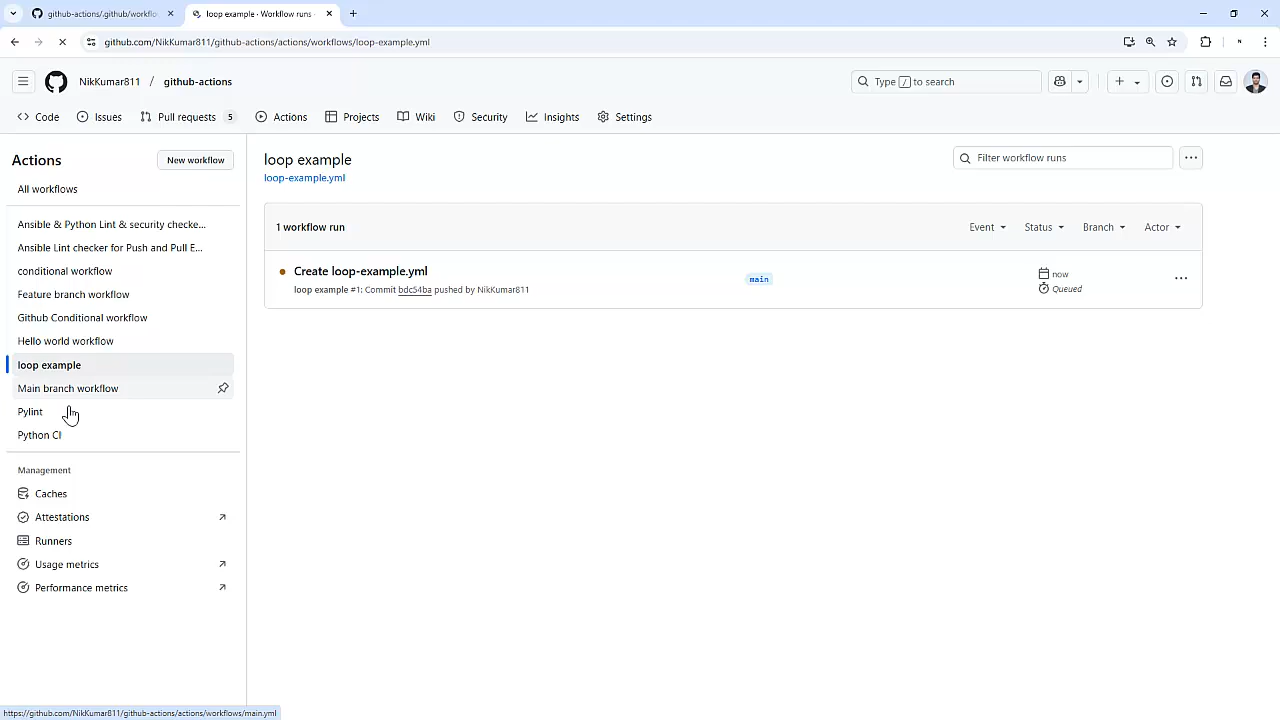 github-actions/.github/workflo
loop example · Workflow runs ·
github.com/NikKumar811/github-actions/actions/workflows/loop-example.yml
NikKumar811 / github-actions
Type / to search
Code
Issues
Pull requests 5
Actions
Projects
Wiki
Security
Insights
Settings
Actions
New workflow
All workflows
Ansible & Python Lint & security checke...
Ansible Lint checker for Push and Pull E...
conditional workflow
Feature branch workflow
Github Conditional workflow
Hello world workflow
loop example
Main branch workflow
Pylint
Python CI
Management
Caches
Attestations
Runners
Usage metrics
Performance metrics
loop example
loop-example.yml
Filter workflow runs
1 workflow run
Event
Status
Branch
Actor
Create loop-example.yml
loop example #1: Commit bdc54ba pushed by NikKumar811
main
now
Queued
https://github.com/NikKumar811/github-actions/actions/workflows/main.yml